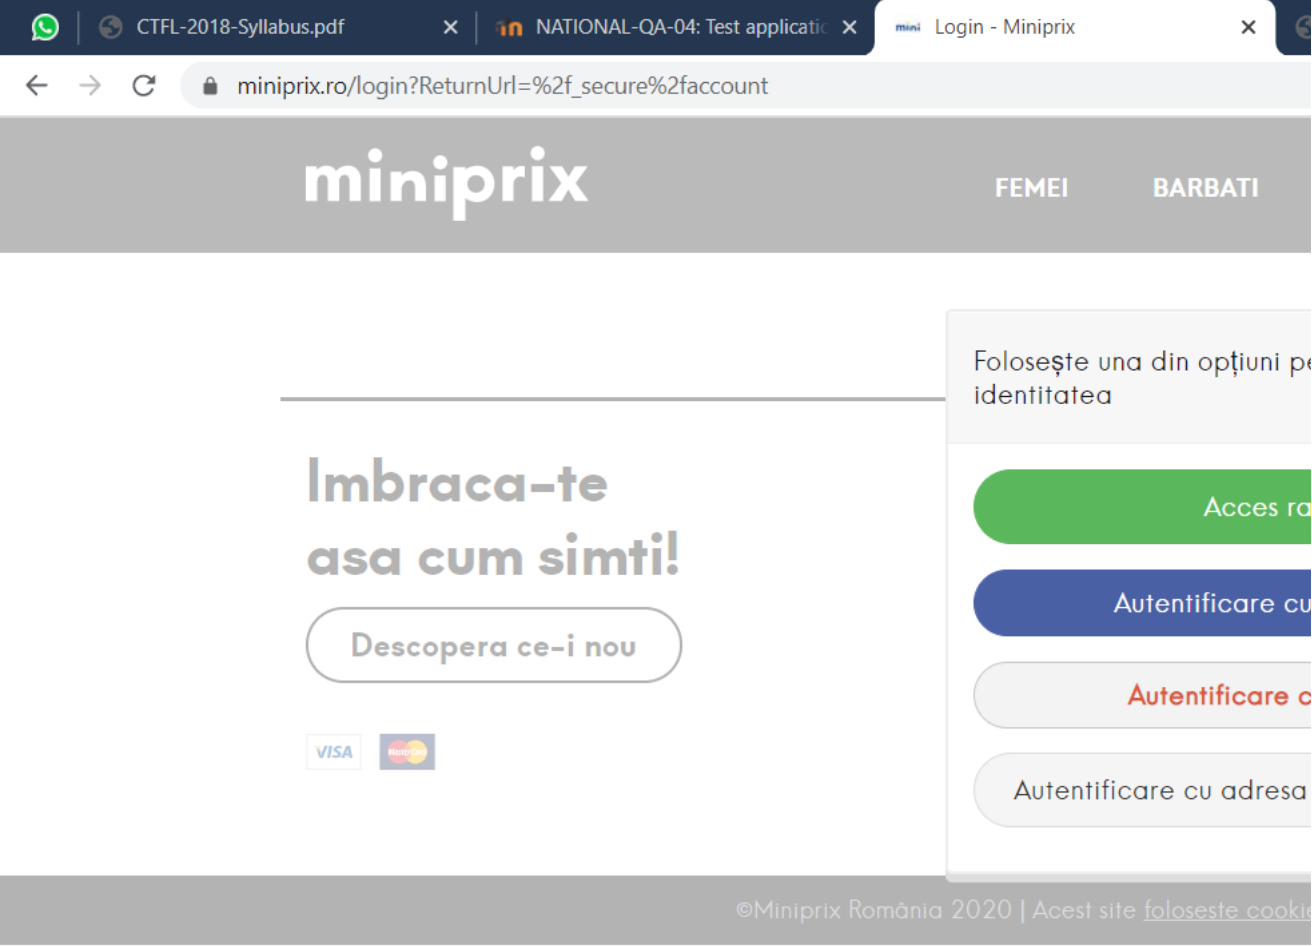 CTFL-2018-Syllabus.pdf
NATIONAL-QA-04: Test applicatic
mini Login - Miniprix
miniprix.ro/login?ReturnUrl=%2f_secure%2faccount
miniprix
FEMEI BARBATI
Folosește una din opțiuni pe
identitatea
Imbraca-te
asa cum simti!
Descopera ce-i nou
VISA MasterCard
Acces ra
Autentificare cu
Autentificare c
Autentificare cu adresa
©Miniprix România 2020 | Acest site foloseste cookie